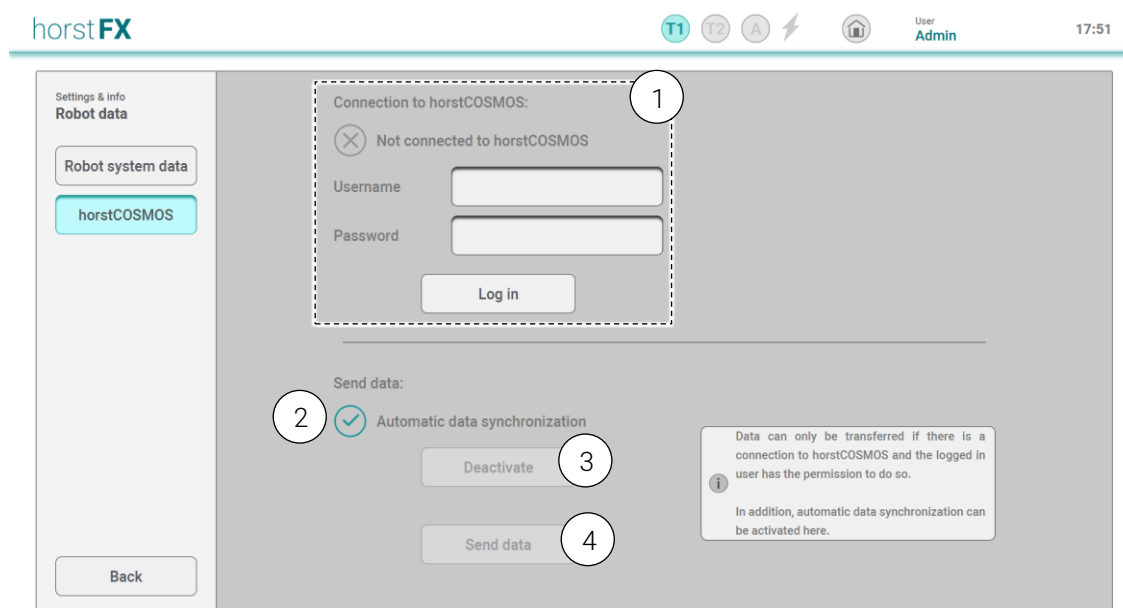 horstFX
T1
T2
A
User
Admin
17:51
Settings & info
Robot data
Robot system data
horstCOSMOS
Back
Connection to horstCOSMOS:
1
Not connected to horstCOSMOS
Username
Password
Log in
Send data:
2
Automatic data synchronization
Deactivate
3
Send data
4
Data can only be transferred if there is a
connection to horstCOSMOS and the logged in
user has the permission to do so.
i
In addition, automatic data synchronization can
be activated here.